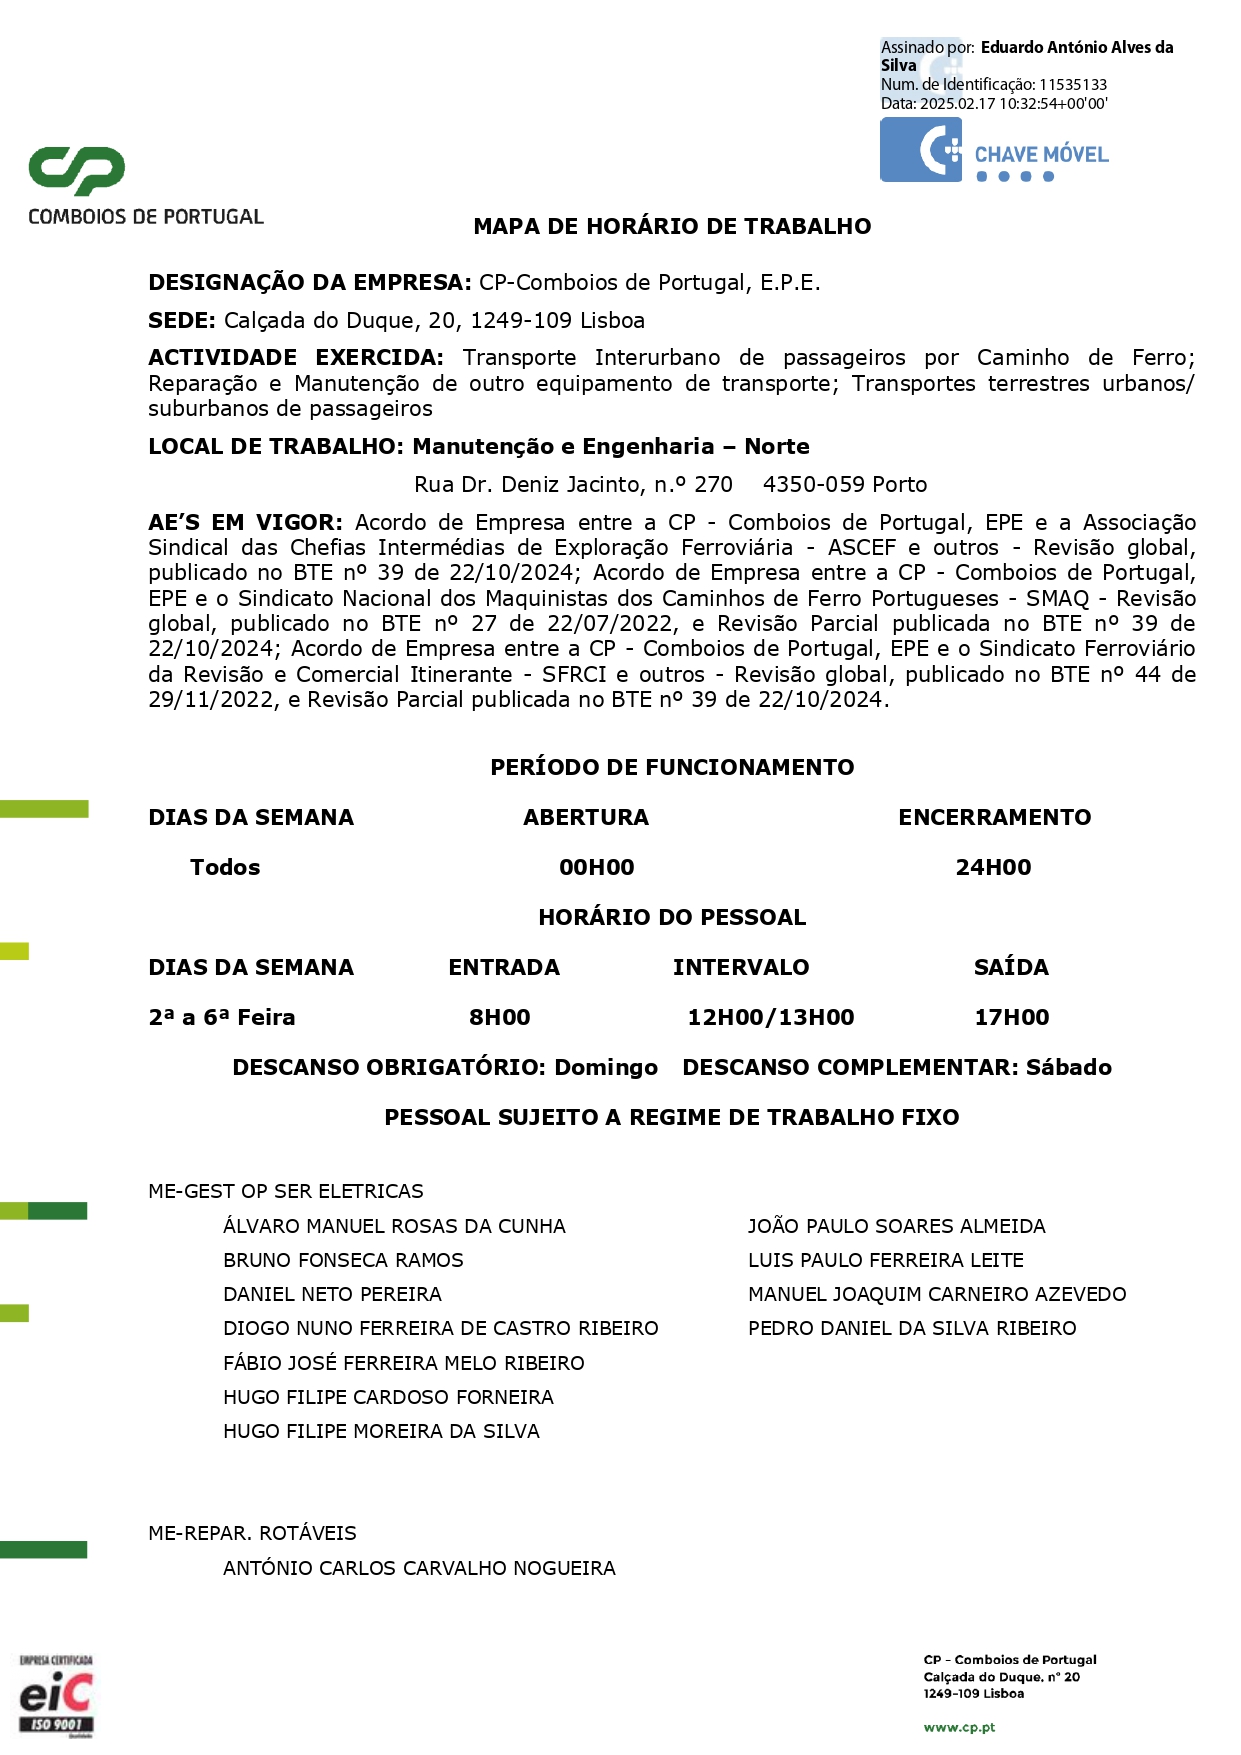 Assinado por: Eduardo António Alves da
Silva
Num. de Identificação: 11535133
Data: 2025.02.17 10:32:54+00'00'
CHAVE MÓVEL
CP
COMBOIOS DE PORTUGAL
MAPA DE HORÁRIO DE TRABALHO
DESIGNAÇÃO DA EMPRESA: CP-Comboios de Portugal, E.P.E.
SEDE: Calçada do Duque, 20, 1249-109 Lisboa
ACTIVIDADE EXERCIDA: Transporte Interurbano de passageiros por Caminho de Ferro;
Reparação e Manutenção de outro equipamento de transporte; Transportes terrestres urbanos/
suburbanos de passageiros
LOCAL DE TRABALHO: Manutenção e Engenharia – Norte
Rua Dr. Deniz Jacinto, n.º 270 4350-059 Porto
AE’S EM VIGOR: Acordo de Empresa entre a CP - Comboios de Portugal, EPE e a Associação
Sindical das Chefias Intermédias de Exploração Ferroviária - ASCEF e outros - Revisão global,
publicado no BTE nº 39 de 22/10/2024; Acordo de Empresa entre a CP - Comboios de Portugal,
EPE e o Sindicato Nacional dos Maquinistas dos Caminhos de Ferro Portugueses - SMAQ - Revisão
global, publicado no BTE nº 27 de 22/07/2022, e Revisão Parcial publicada no BTE nº 39 de
22/10/2024; Acordo de Empresa entre a CP - Comboios de Portugal, EPE e o Sindicato Ferroviário
da Revisão e Comercial Itinerante - SFRCI e outros - Revisão global, publicado no BTE nº 44 de
29/11/2022, e Revisão Parcial publicada no BTE nº 39 de 22/10/2024.
PERÍODO DE FUNCIONAMENTO
DIAS DA SEMANA ABERTURA ENCERRAMENTO
Todos 00H00 24H00
HORÁRIO DO PESSOAL
DIAS DA SEMANA ENTRADA INTERVALO SAÍDA
2ª a 6ª Feira 8H00 12H00/13H00 17H00
DESCANSO OBRIGATÓRIO: Domingo DESCANSO COMPLEMENTAR: Sábado
PESSOAL SUJEITO A REGIME DE TRABALHO FIXO
ME-GEST OP SER ELETRICAS
ÁLVARO MANUEL ROSAS DA CUNHA JOÃO PAULO SOARES ALMEIDA
BRUNO FONSECA RAMOS LUIS PAULO FERREIRA LEITE
DANIEL NETO PEREIRA MANUEL JOAQUIM CARNEIRO AZEVEDO
DIOGO NUNO FERREIRA DE CASTRO RIBEIRO PEDRO DANIEL DA SILVA RIBEIRO
FÁBIO JOSÉ FERREIRA MELO RIBEIRO
HUGO FILIPE CARDOSO FORNEIRA
HUGO FILIPE MOREIRA DA SILVA
ME-REPAR. ROTÁVEIS
ANTÓNIO CARLOS CARVALHO NOGUEIRA
EMPRESA CERTIFICADA
eiC
ISO 9001
CP - Comboios de Portugal
Calçada do Duque, nº 20
1249-109 Lisboa
www.cp.pt